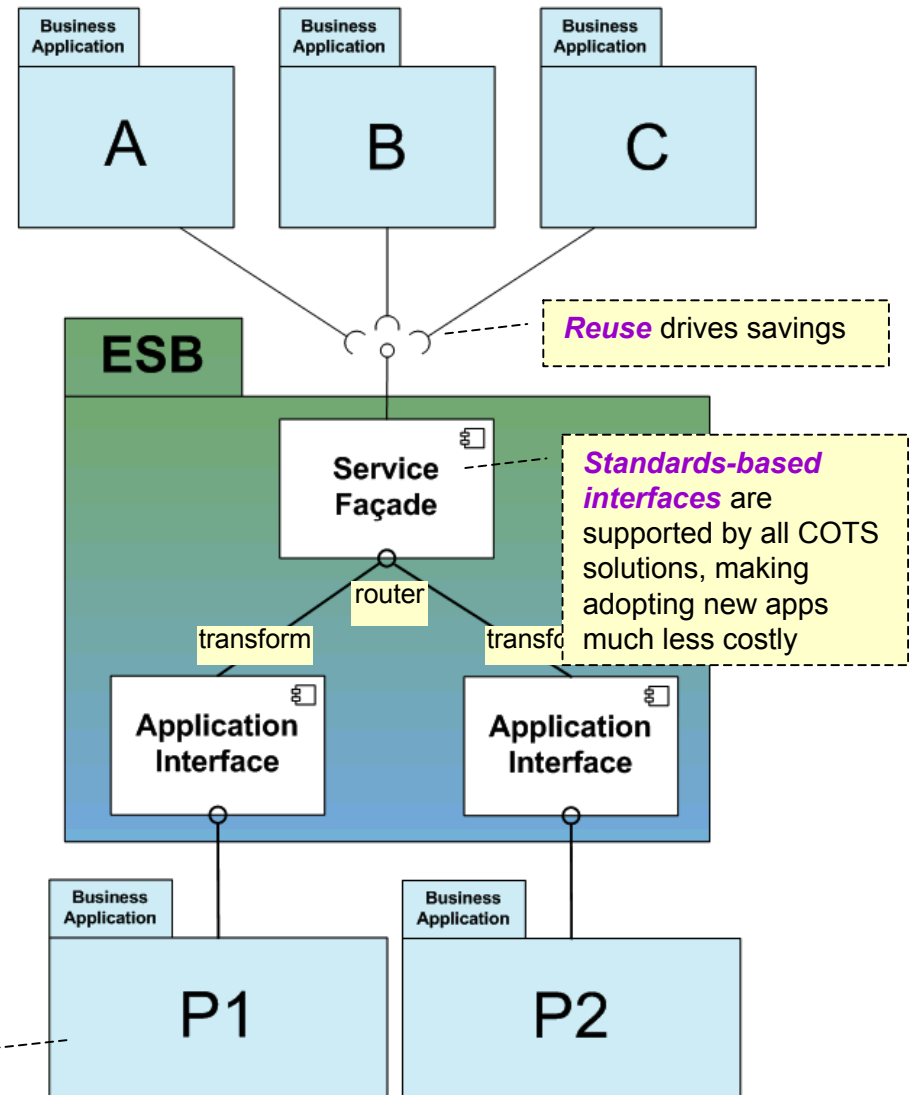 Business
Application
Business
Application
Business
Application
A
B
C
Reuse drives savings
ESB
Service
Façade
Standards-based
interfaces are
supported by all COTS
solutions, making
adopting new apps
much less costly
router
transform
Application
Interface
Application
Interface
Business
Application
Business
Application
P1
P2